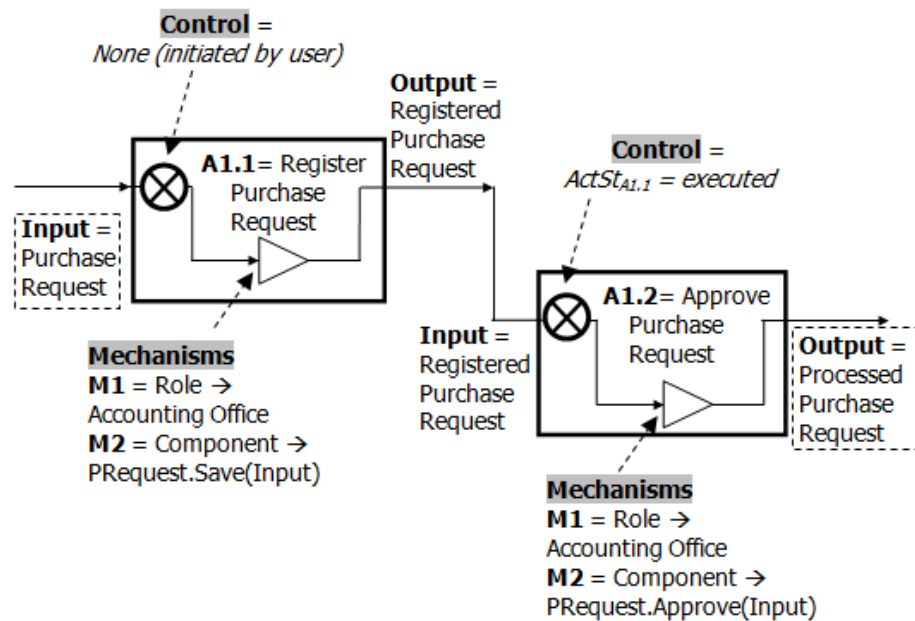 Control =
None (initiated by user)
Output =
Registered
Purchase
Request
A1.1= Register
Purchase
Request
Input =
Purchase
Request
Mechanisms
M1 = Role →
Accounting Office
M2 = Component →
PRequest.Save(Input)
Control =
ActSt_A1.1 = executed
A1.2= Approve
Purchase
Request
Input =
Registered
Purchase
Request
Output =
Processed
Purchase
Request
Mechanisms
M1 = Role →
Accounting Office
M2 = Component →
PRequest.Approve(Input)